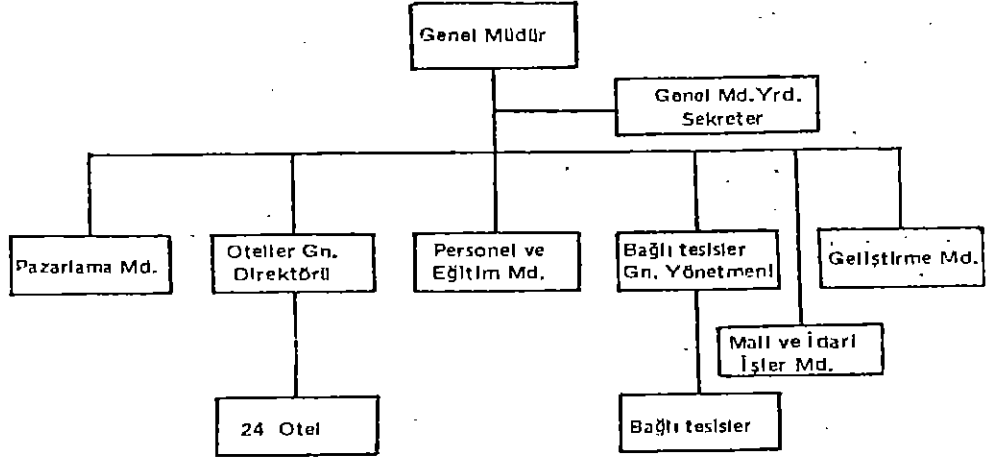 Genel Müdür
Genel Md.Yrd.
Sekreter
Pazarlama Md.
Oteller Gn.
Direktörü
Personel ve
Eğitim Md.
Bağlı tesisler
Gn. Yönetmeni
Geliştirme Md.
Mali ve İdari
İşler Md.
24 Otel
Bağlı tesisler